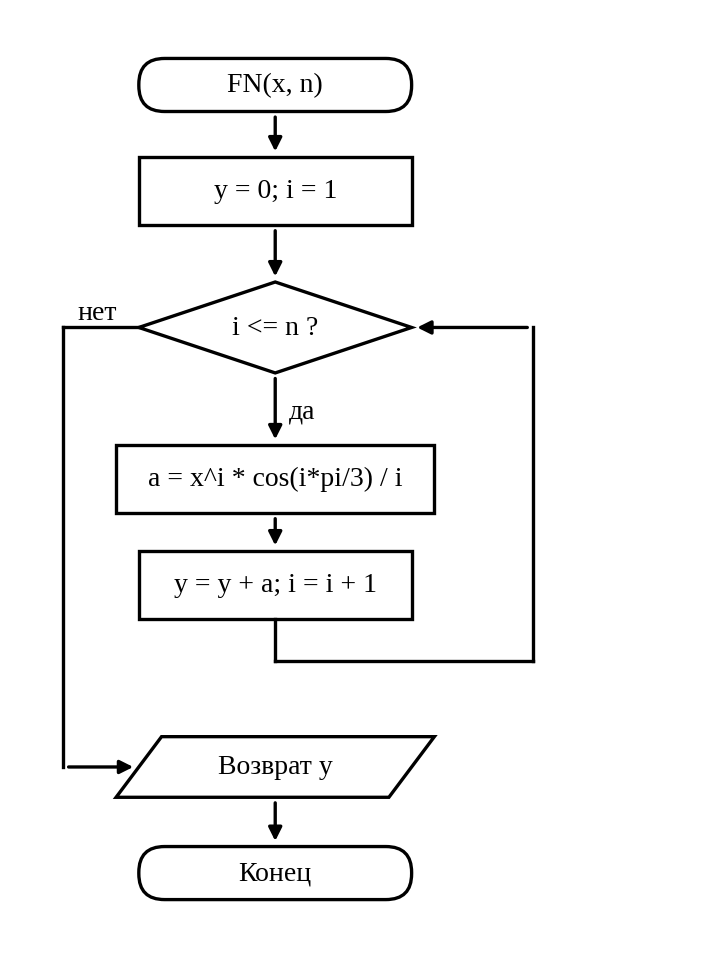 FN(x, n)
y = 0; i = 1
нет
i <= n ?
да
a = x^i * cos(i*pi/3) / i
y = y + a; i = i + 1
Возврат y
Конец